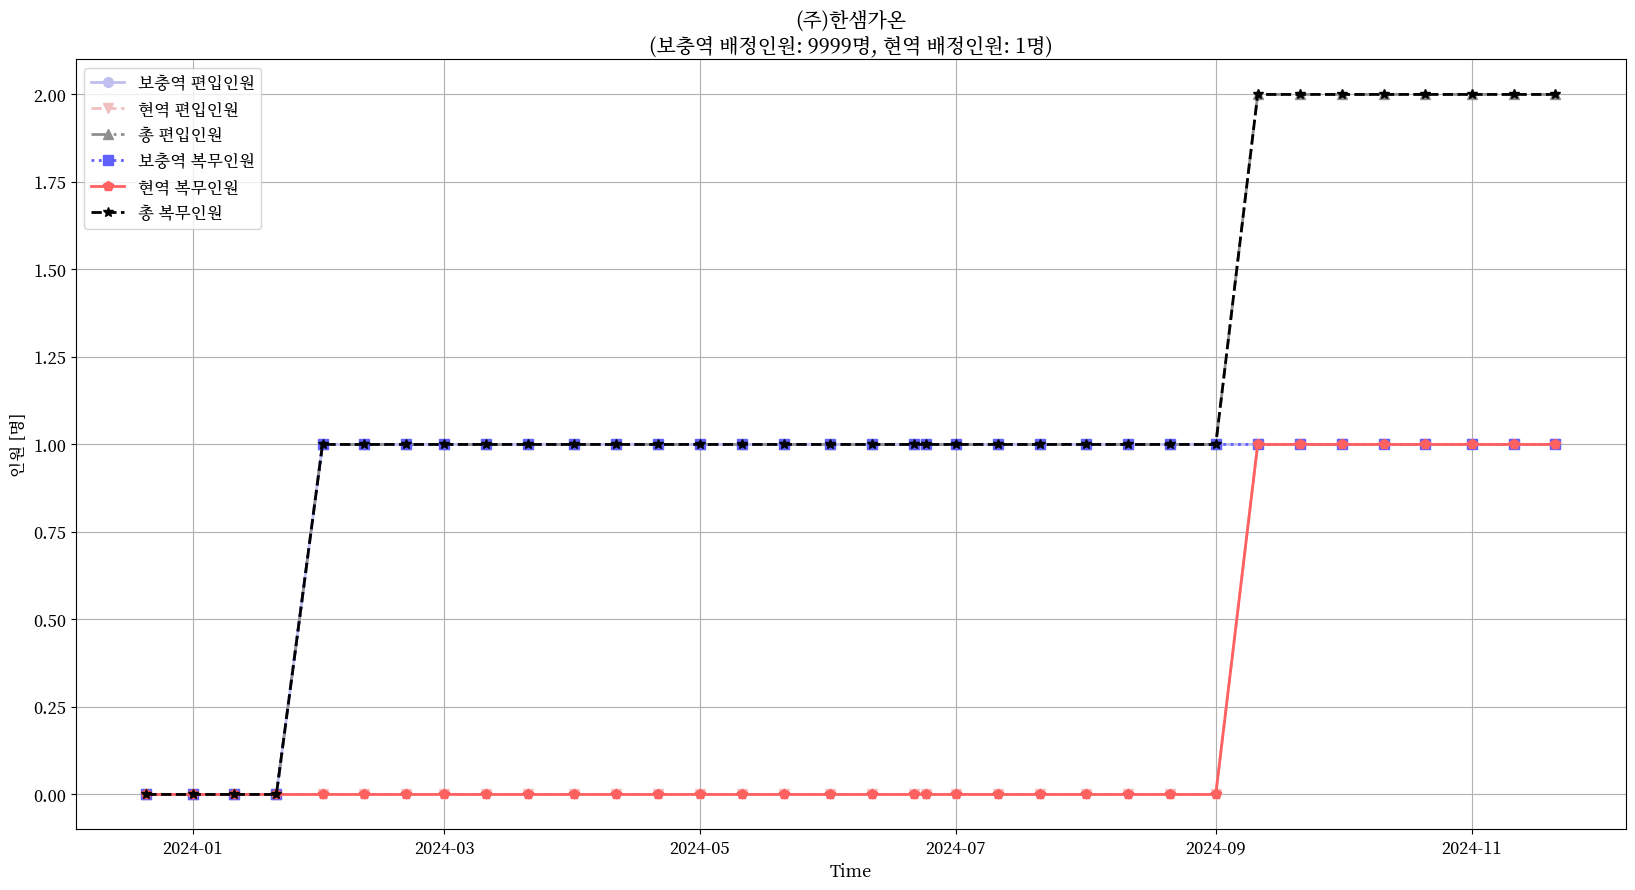 (주)한샘가온
(보충역 배정인원: 9999명, 현역 배정인원: 1명)
보충역 편입인원
현역 편입인원
총 편입인원
보충역 복무인원
현역 복무인원
총 복무인원
2.00
1.75
1.50
1.25
1.00
0.75
0.50
0.25
0.00
인원 [명]
2024-01
2024-03
2024-05
2024-07
2024-09
2024-11
Time